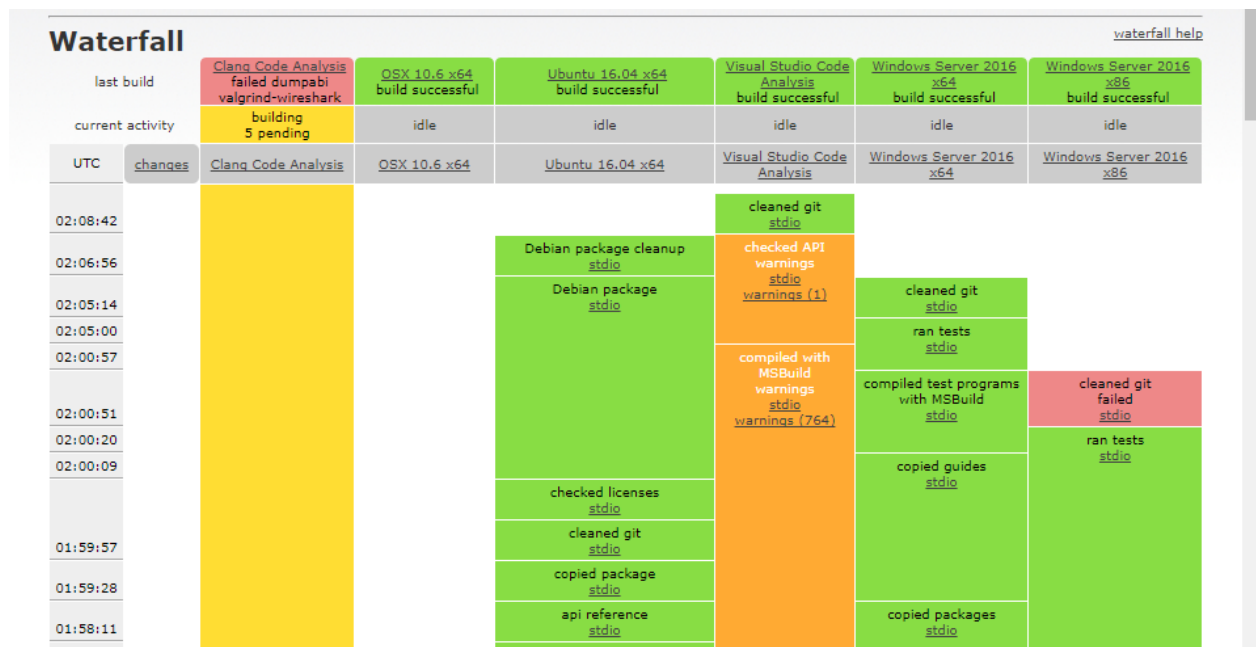 Waterfall
waterfall help
last build
Clang Code Analysis
failed dumpabi
valgrind-wireshark
OSX 10.6 x64
build successful
Ubuntu 16.04 x64
build successful
Visual Studio Code
Analysis
build successful
Windows Server 2016
x64
build successful
Windows Server 2016
x86
build successful
current activity
building
5 pending
idle
idle
idle
idle
idle
UTC
changes
Clang Code Analysis
OSX 10.6 x64
Ubuntu 16.04 x64
Visual Studio Code
Analysis
Windows Server 2016
x64
Windows Server 2016
x86
02:08:42
cleaned git
stdio
02:06:56
Debian package cleanup
stdio
checked API
warnings
stdio
warnings (1)
02:05:14
Debian package
stdio
cleaned git
stdio
02:05:00
ran tests
stdio
02:00:57
compiled with
MSBuild
warnings
stdio
warnings (764)
02:00:51
compiled test programs
with MSBuild
stdio
cleaned git
failed
stdio
02:00:20
ran tests
stdio
02:00:09
copied guides
stdio
checked licenses
stdio
01:59:57
cleaned git
stdio
01:59:28
copied package
stdio
01:58:11
api reference
stdio
copied packages
stdio